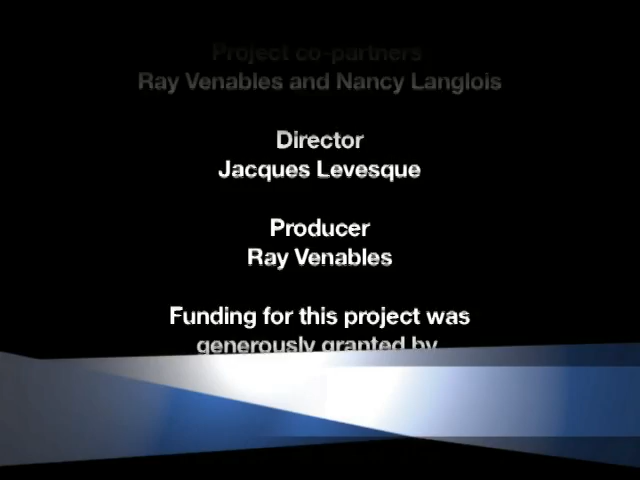 Project co-partners
Ray Venables and Nancy Langlois
Director
Jacques Levesque
Producer
Ray Venables
Funding for this project was
generously granted by